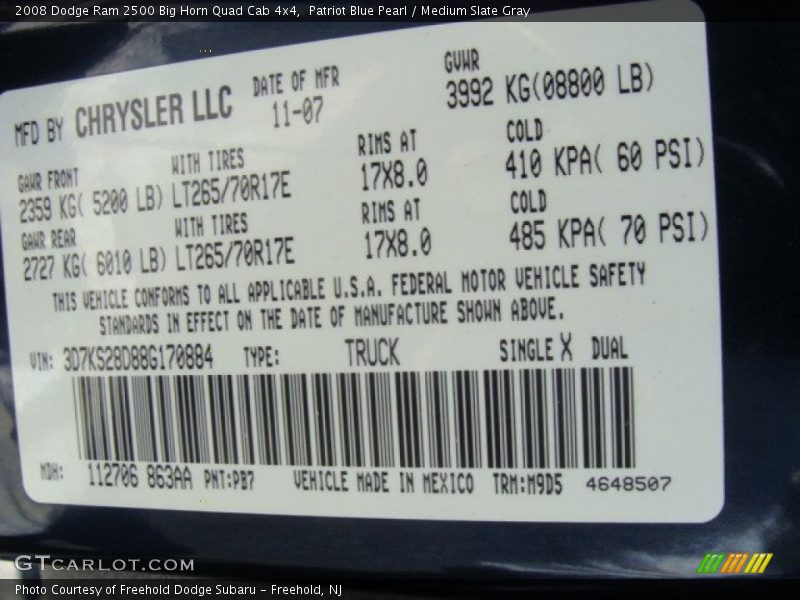 2008 Dodge Ram 2500 Big Horn Quad Cab 4x4, Patriot Blue Pearl / Medium Slate Gray
MFD BY CHRYSLER LLC DATE OF MFR GVWR
11-07 3992 KG(08800 LB)
GAWR FRONT WITH TIRES RIMS AT COLD
2359 KG( 5200 LB) LT265/70R17E 17X8.0 410 KPA( 60 PSI)
GAWR REAR WITH TIRES RIMS AT COLD
2727 KG( 6010 LB) LT265/70R17E 17X8.0 485 KPA( 70 PSI)
THIS VEHICLE CONFORMS TO ALL APPLICABLE U.S.A. FEDERAL MOTOR VEHICLE SAFETY
STANDARDS IN EFFECT ON THE DATE OF MANUFACTURE SHOWN ABOVE.
VIN: 3D7KS28D88G170884 TYPE: TRUCK SINGLE X DUAL
MDH: 112706 863AA PNT:PB7 VEHICLE MADE IN MEXICO TRM:M9D5 4648507
GTCARLOT.COM
Photo Courtesy of Freehold Dodge Subaru - Freehold, NJ